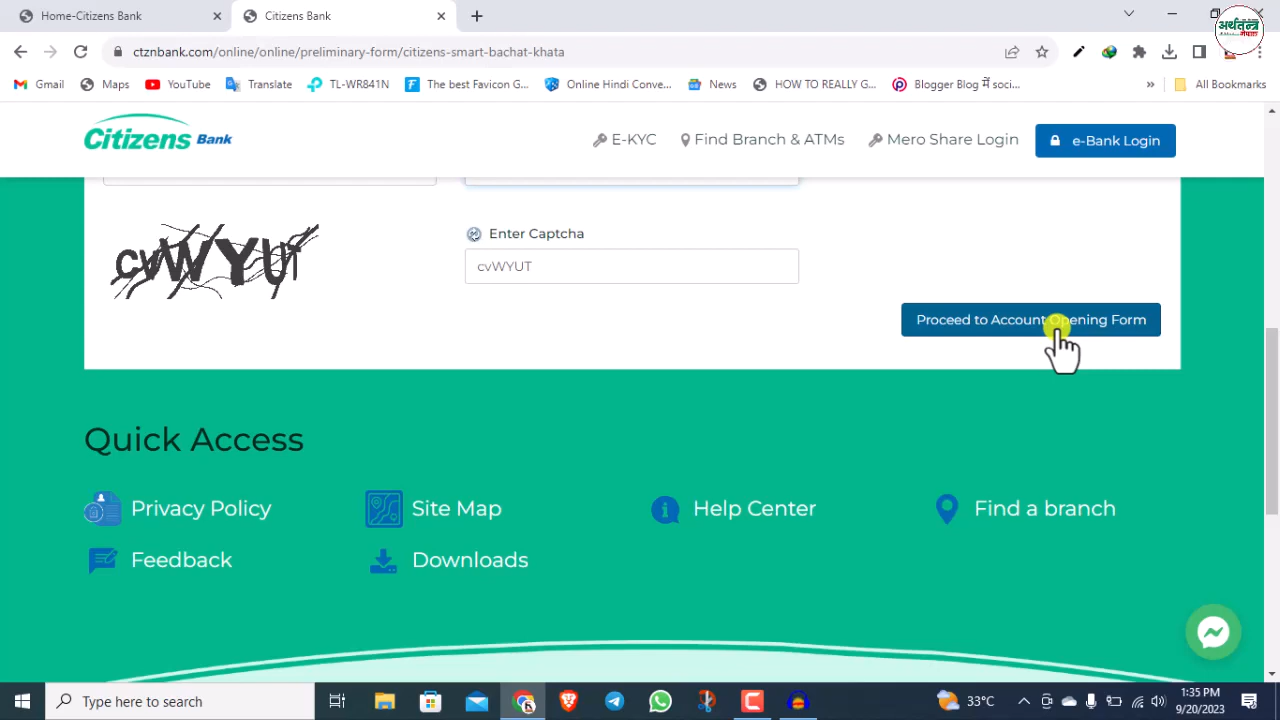 Home-Citizens Bank
Citizens Bank
अर्थतन्त्र
नेपाल
ctznbank.com/online/online/preliminary-form/citizens-smart-bachat-khata
Gmail
Maps
YouTube
Translate
TL-WR841N
The best Favicon G...
Online Hindi Conve...
News
HOW TO REALLY G...
Blogger Blog में soci...
»
All Bookmarks
Citizens Bank
E-KYC
Find Branch & ATMs
Mero Share Login
e-Bank Login
cvWYUT
Enter Captcha
cvWYUT
Proceed to Account Opening Form
Quick Access
Privacy Policy
Site Map
Help Center
Find a branch
Feedback
Downloads
Type here to search
33°C
1:35 PM
9/20/2023